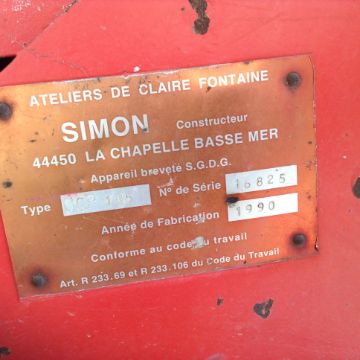 ATELIERS DE CLAIRE FONTAINE
SIMON Constructeur
44450 LA CHAPELLE BASSE MER
Appareil breveté S.G.D.G.
Type N° de Série 16825
Année de Fabrication 1990
Conforme au code du travail
Art. R 233.69 et R 233.106 du Code du Travail